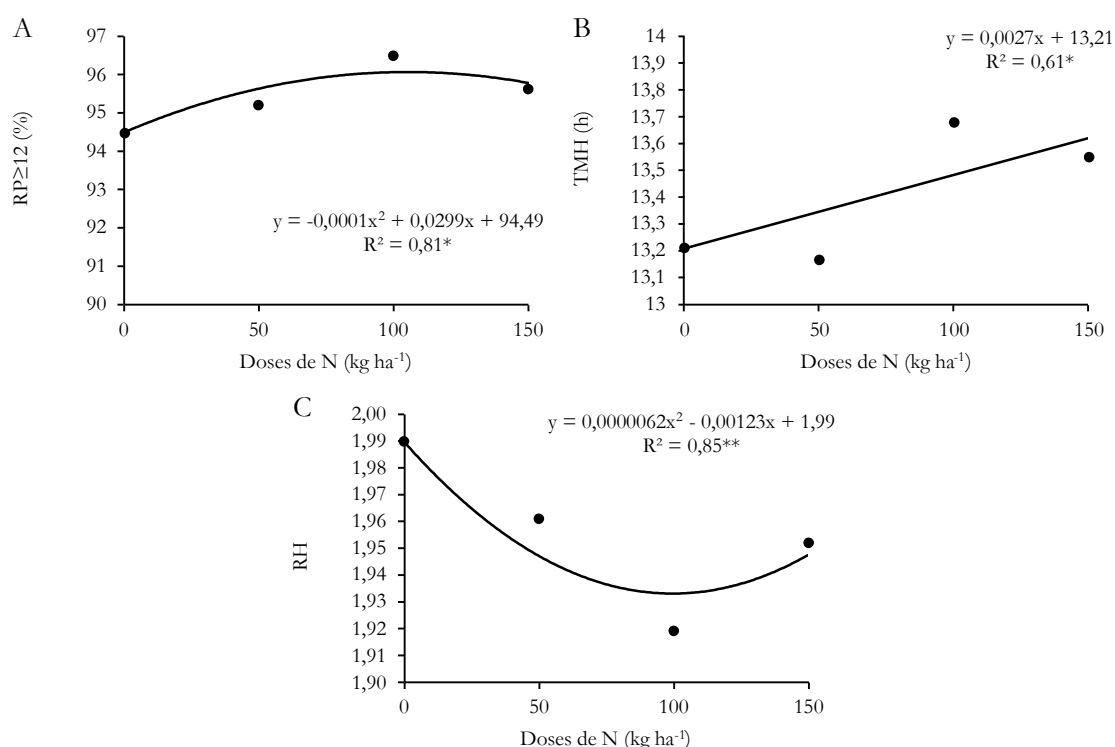 A
RP≥12 (%)
97
96
95
94
93
92
91
90
y = -0,0001x² + 0,0299x + 94,49
R² = 0,81*
0 50 100 150
Doses de N (kg ha⁻¹)
B
TMH (h)
14
13,9
13,8
13,7
13,6
13,5
13,4
13,3
13,2
13,1
13
y = 0,0027x + 13,21
R² = 0,61*
0 50 100 150
Doses de N (kg ha⁻¹)
C
RH
2,00
1,99
1,98
1,97
1,96
1,95
1,94
1,93
1,92
1,91
1,90
y = 0,0000062x² - 0,00123x + 1,99
R² = 0,85**
0 50 100 150
Doses de N (kg ha⁻¹)